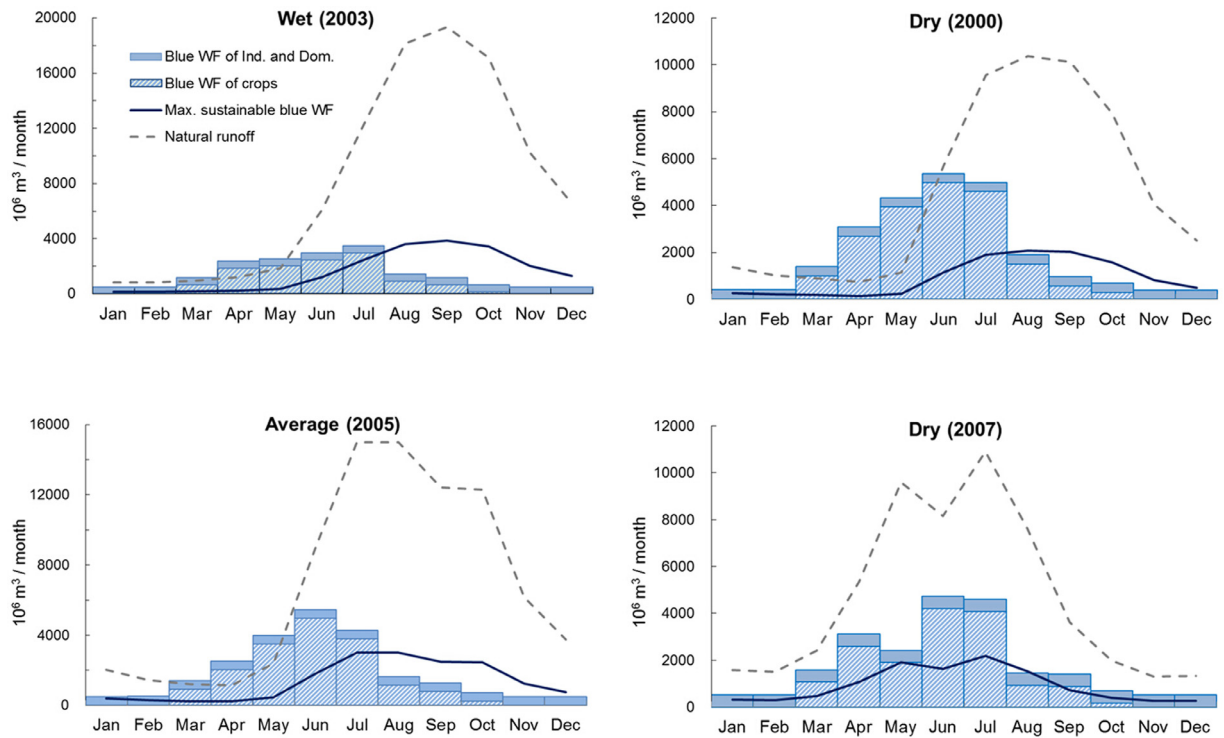 Wet (2003)
20000
16000
12000
8000
4000
0
10⁶ m³ / month
Blue WF of Ind. and Dom.
Blue WF of crops
Max. sustainable blue WF
Natural runoff
Jan Feb Mar Apr May Jun Jul Aug Sep Oct Nov Dec
Dry (2000)
12000
10000
8000
6000
4000
2000
0
10⁶ m³ / month
Jan Feb Mar Apr May Jun Jul Aug Sep Oct Nov Dec
Average (2005)
16000
12000
8000
4000
0
10⁶ m³ / month
Jan Feb Mar Apr May Jun Jul Aug Sep Oct Nov Dec
Dry (2007)
12000
10000
8000
6000
4000
2000
0
10⁶ m³ / month
Jan Feb Mar Apr May Jun Jul Aug Sep Oct Nov Dec